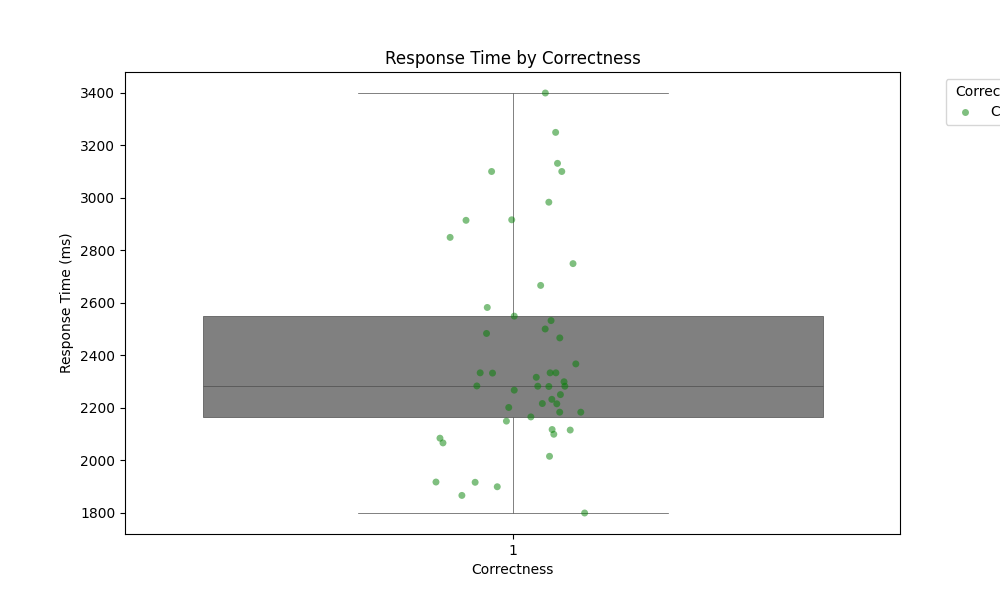 Response Time by Correctness
3400
3200
3000
2800
2600
2400
2200
2000
1800
Response Time (ms)
1
Correctness
Correc
C